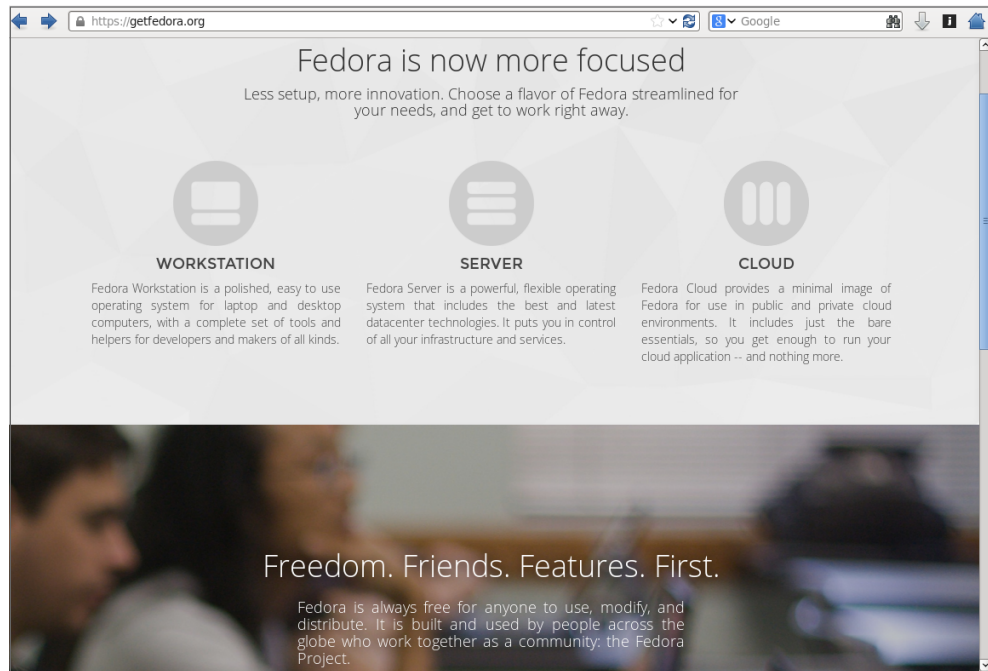 https://getfedora.org
Google
Fedora is now more focused
Less setup, more innovation. Choose a flavor of Fedora streamlined for
your needs, and get to work right away.
WORKSTATION
Fedora Workstation is a polished, easy to use
operating system for laptop and desktop
computers, with a complete set of tools and
helpers for developers and makers of all kinds.
SERVER
Fedora Server is a powerful, flexible operating
system that includes the best and latest
datacenter technologies. It puts you in control
of all your infrastructure and services.
CLOUD
Fedora Cloud provides a minimal image of
Fedora for use in public and private cloud
environments. It includes just the bare
essentials, so you get enough to run your
cloud application -- and nothing more.
Freedom. Friends. Features. First.
Fedora is always free for anyone to use, modify, and
distribute. It is built and used by people across the
globe who work together as a community: the Fedora
Project.